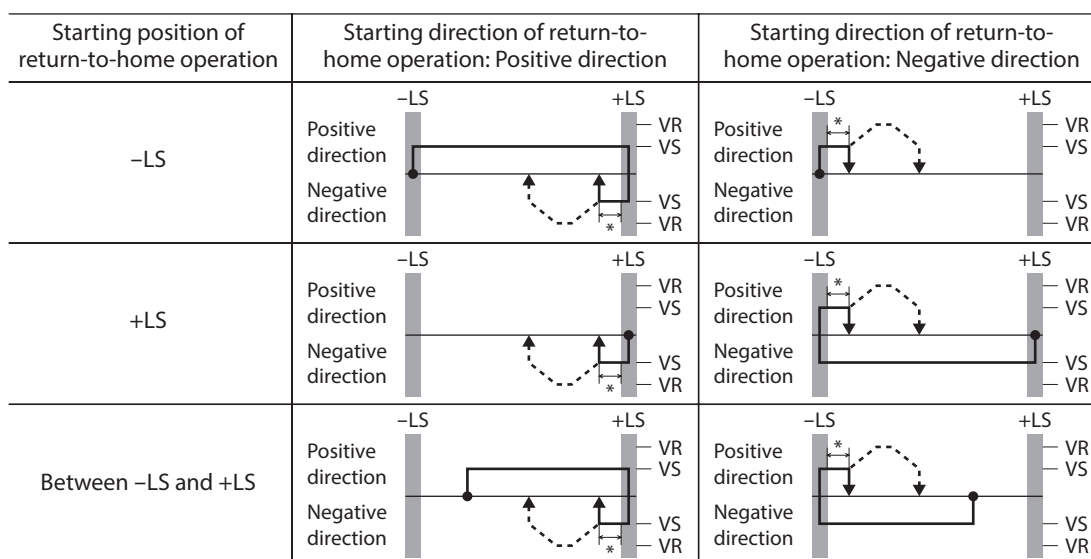 Starting position of
return-to-home operation
Starting direction of return-to-
home operation: Positive direction
Starting direction of return-to-
home operation: Negative direction
–LS
–LS
+LS
Positive
direction
Negative
direction
VR
VS
VS
VR
*
–LS
+LS
Positive
direction
Negative
direction
*
VR
VS
VS
VR
+LS
–LS
+LS
Positive
direction
Negative
direction
VR
VS
VS
VR
*
–LS
+LS
Positive
direction
Negative
direction
*
VR
VS
VS
VR
Between –LS and +LS
–LS
+LS
Positive
direction
Negative
direction
VR
VS
VS
VR
*
–LS
+LS
Positive
direction
Negative
direction
*
VR
VS
VS
VR